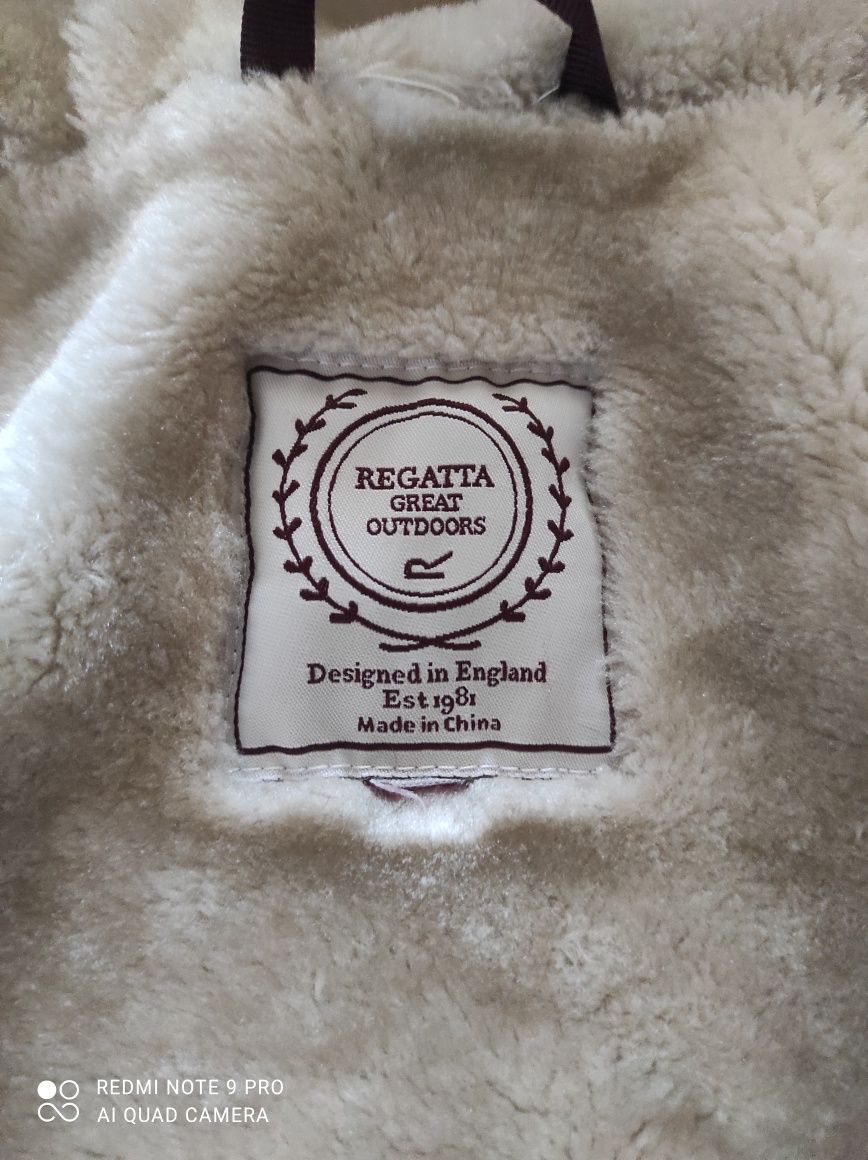 REGATTA
GREAT
OUTDOORS
R
Designed in England
Est 1981
Made in China
REDMI NOTE 9 PRO
AI QUAD CAMERA